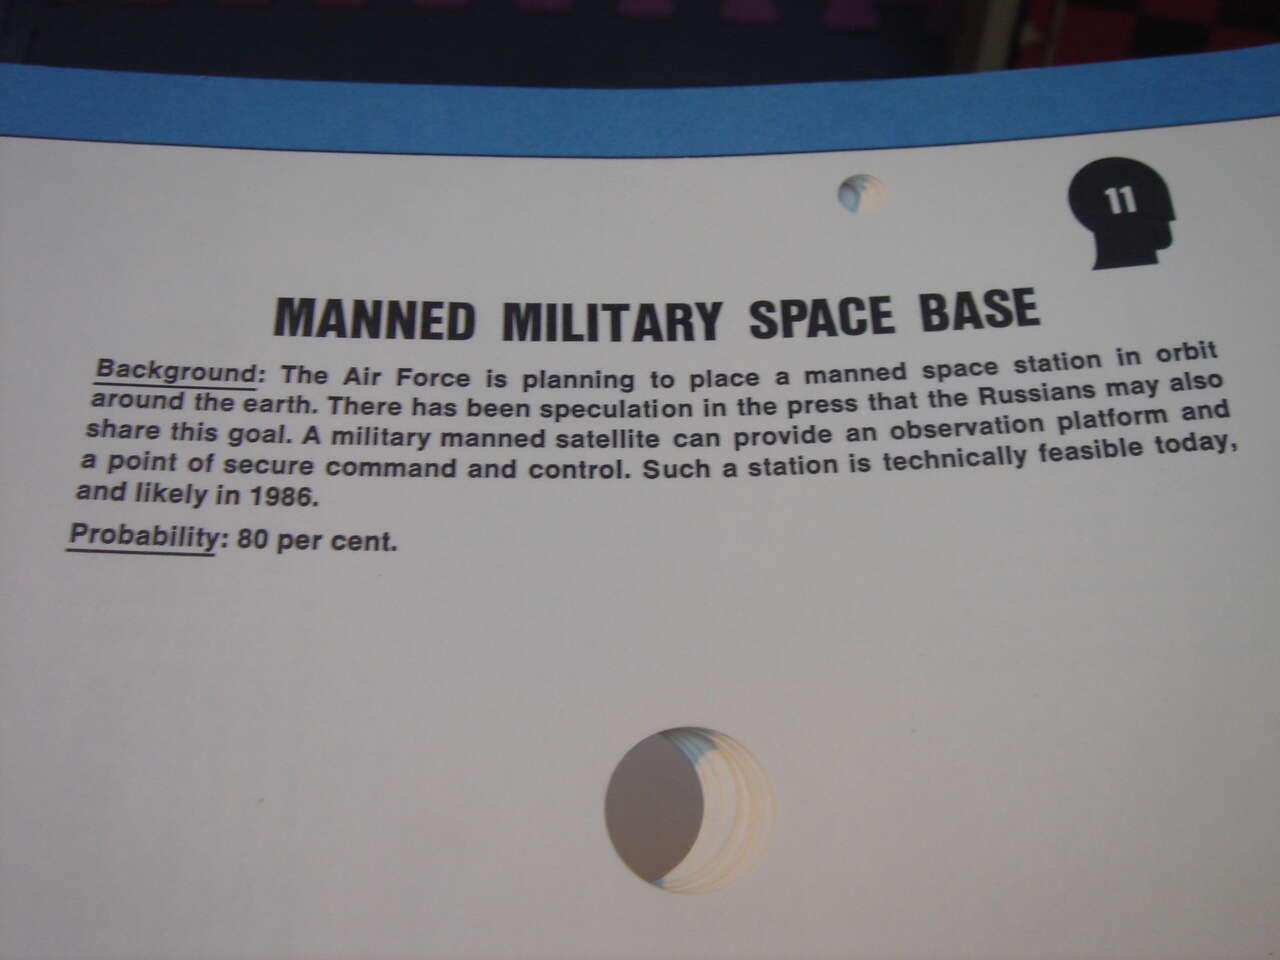 11
MANNED MILITARY SPACE BASE
Background: The Air Force is planning to place a manned space station in orbit
around the earth. There has been speculation in the press that the Russians may also
share this goal. A military manned satellite can provide an observation platform and
a point of secure command and control. Such a station is technically feasible today,
and likely in 1986.
Probability: 80 per cent.